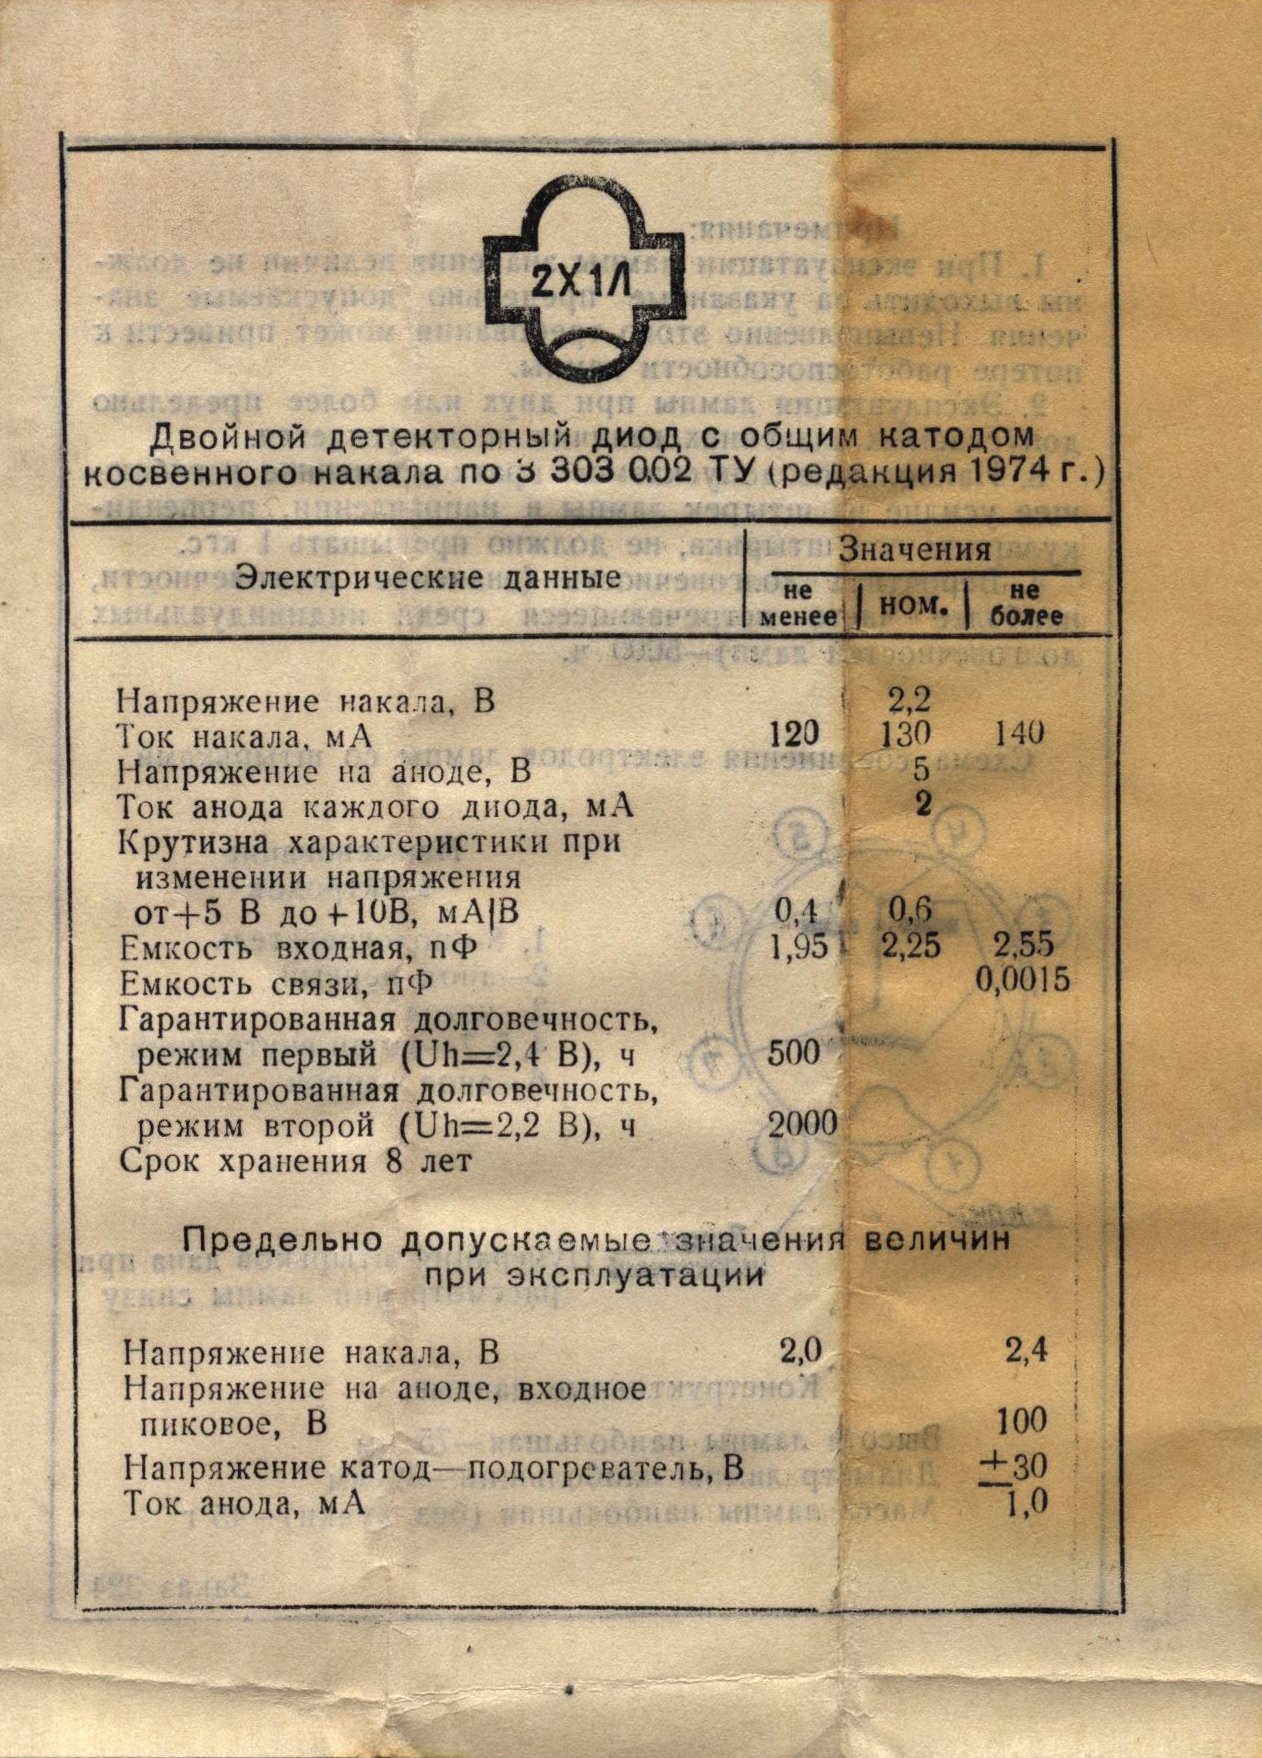 2Х1Л
Двойной детекторный диод с общим катодом
косвенного накала по 3 303 002 ТУ (редакция 1974 г.)
Электрические данные
Значения
не менее
ном.
не более
Напряжение накала, В 2,2
Ток накала, мА 120 130 140
Напряжение на аноде, В 5
Ток анода каждого диода, мА 2
Крутизна характеристики при
изменении напряжения
от+5 В до+10В, мА|В 0,4 0,6
Емкость входная, пФ 1,95 2,25 2,55
Емкость связи, пФ 0,0015
Гарантированная долговечность,
режим первый (Uh=2,4 В), ч 500
Гарантированная долговечность,
режим второй (Uh=2,2 В), ч 2000
Срок хранения 8 лет
Предельно допускаемые значения величин
при эксплуатации
Напряжение накала, В 2,0 2,4
Напряжение на аноде, входное
пиковое, В 100
Напряжение катод—подогреватель, В ±30
Ток анода, мА 1,0